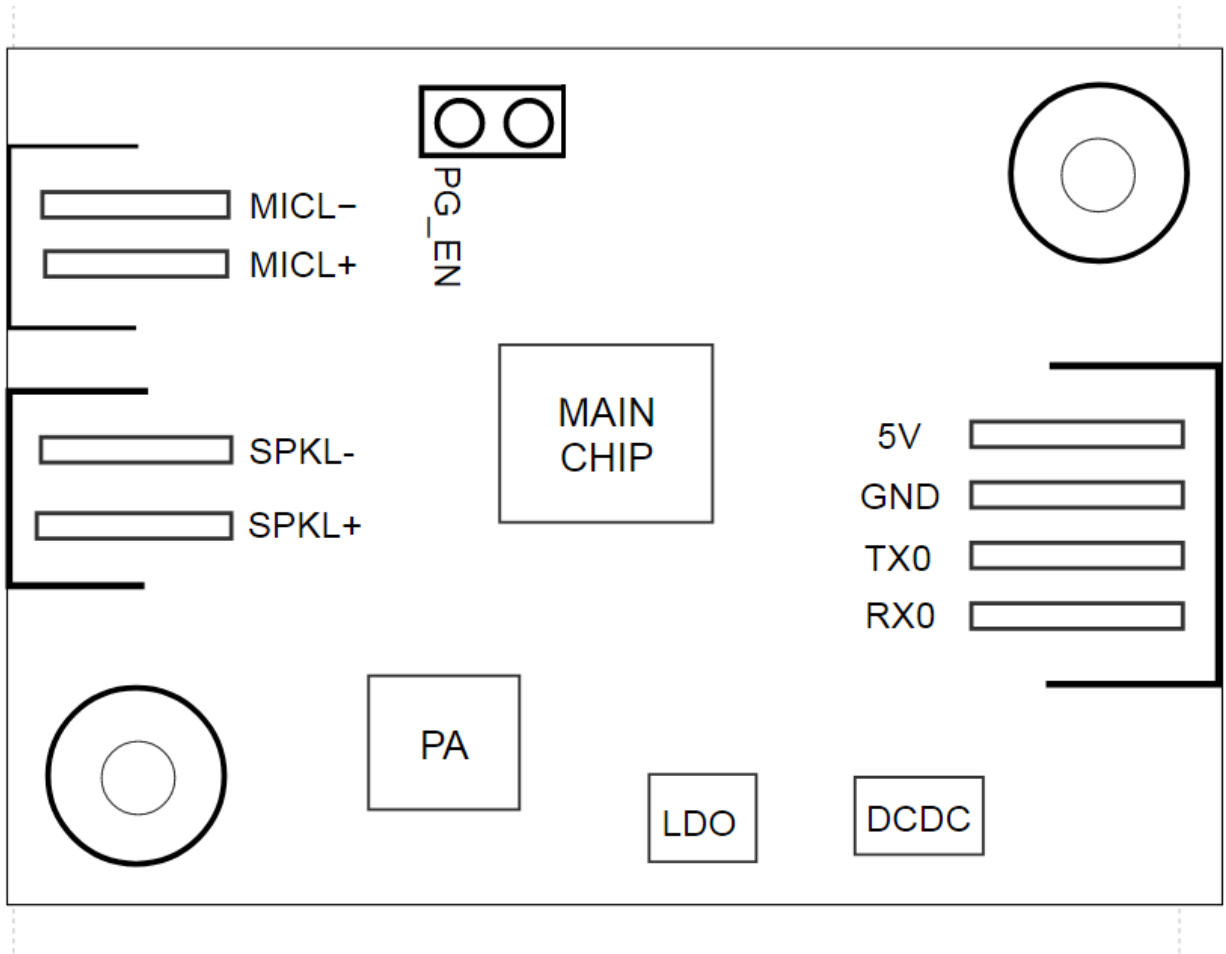 PG_EN
MICL−
MICL+
MAIN
CHIP
SPKL-
SPKL+
5V
GND
TX0
RX0
PA
LDO
DCDC